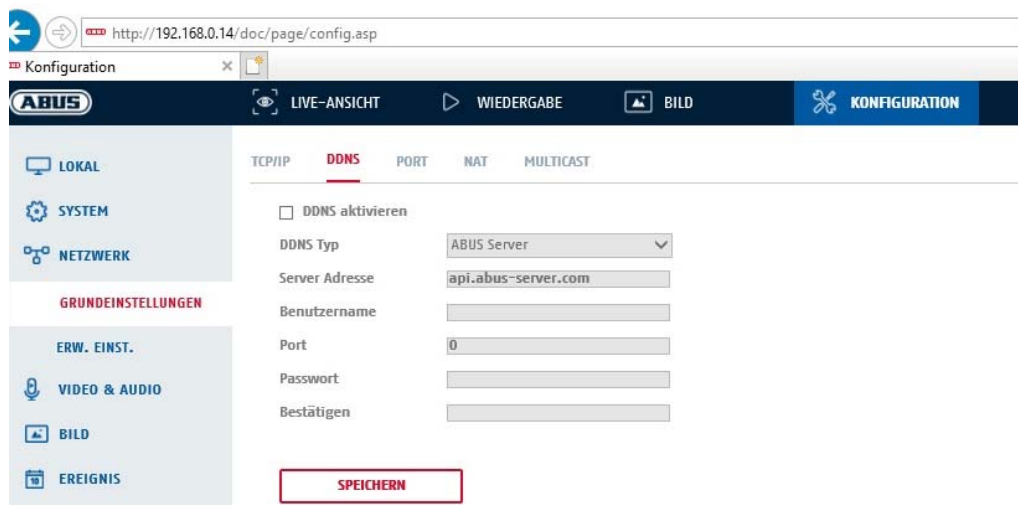 http://192.168.0.14/doc/page/config.asp
Konfiguration
ABUS
LIVE-ANSICHT
WIEDERGABE
BILD
KONFIGURATION
LOKAL
SYSTEM
NETZWERK
GRUNDEINSTELLUNGEN
ERW. EINST.
VIDEO & AUDIO
BILD
EREIGNIS
TCP/IP
DDNS
PORT
NAT
MULTICAST
DDNS aktivieren
DDNS Typ
ABUS Server
Server Adresse
api.abus-server.com
Benutzername
Port
0
Passwort
Bestätigen
SPEICHERN